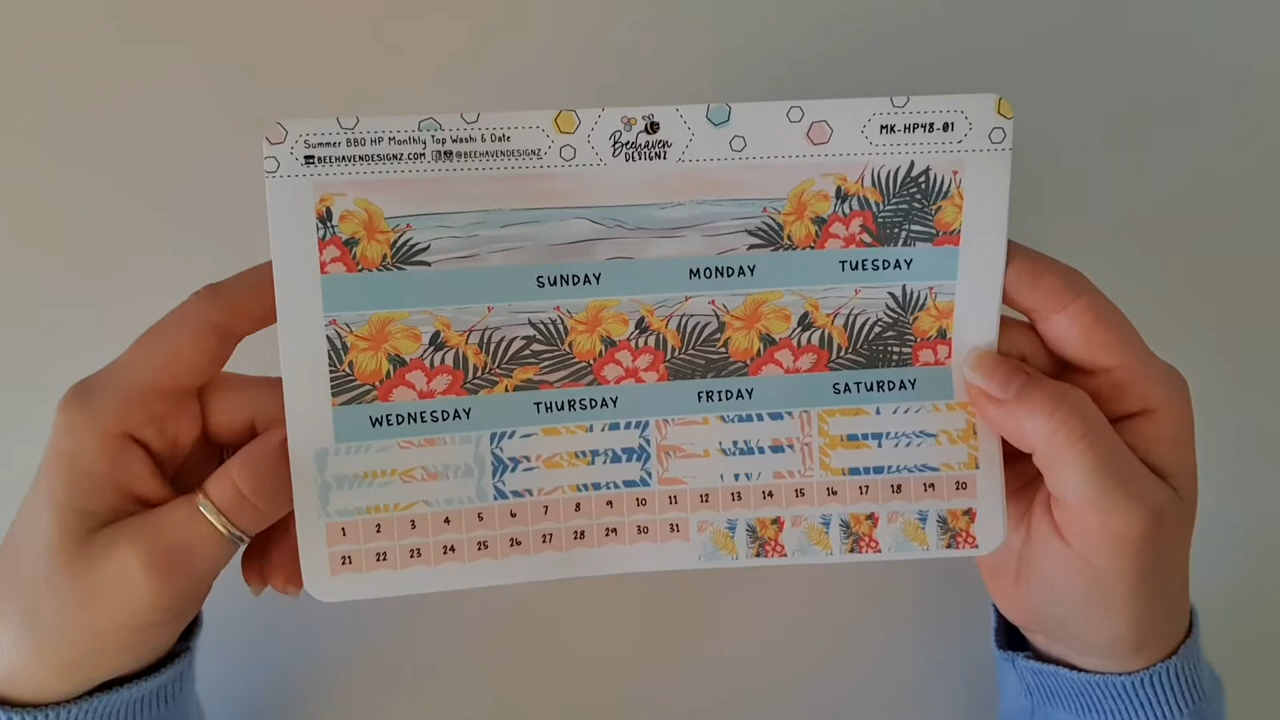 Summer BBQ HP Monthly Top Washi & Date
BEEHAVENDESIGNZ.COM @BEEHAVENDESIGNZ
Beehaven
DESIGNZ
MK-HP48-01
SUNDAY MONDAY TUESDAY
WEDNESDAY THURSDAY FRIDAY SATURDAY
1 2 3 4 5 6 7 8 9 10 11 12 13 14 15 16 17 18 19 20
21 22 23 24 25 26 27 28 29 30 31